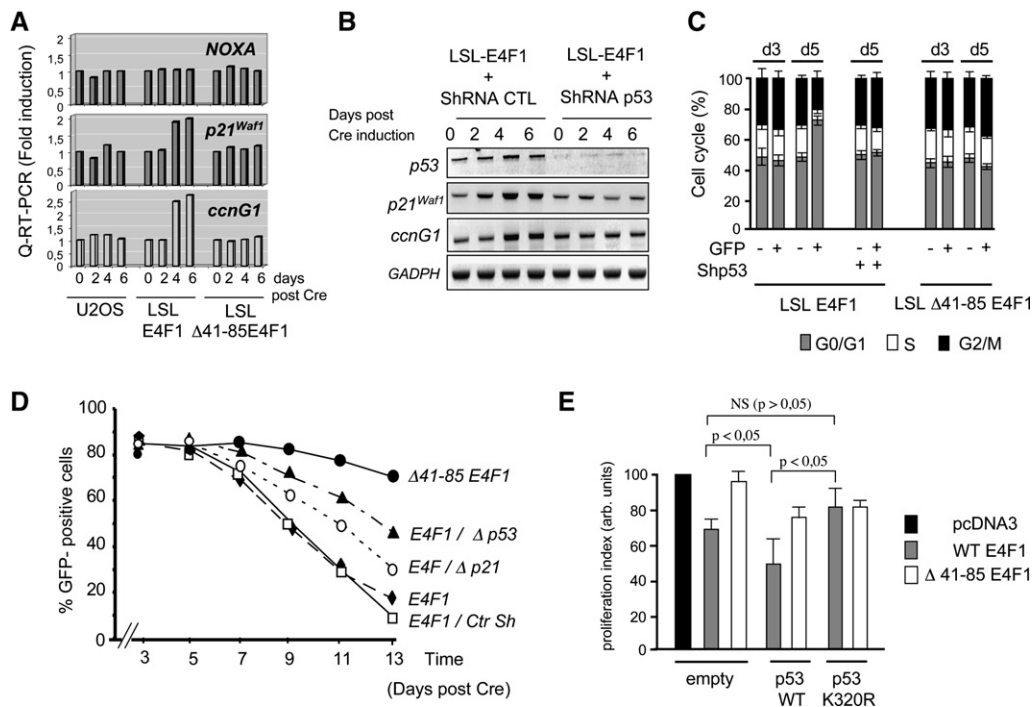 A
Q-RT-PCR (Fold induction)
NOXA
2
1,5
1
0,5
0
p21Waf1
2
1,5
1
0,5
0
ccnG1
2,5
2
1,5
1
0,5
0
0 2 4 6 0 2 4 6 0 2 4 6 days
post Cre
U2OS LSL LSL
E4F1 Δ41-85E4F1
B
LSL-E4F1 LSL-E4F1
+ +
ShRNA CTL ShRNA p53
Days post
Cre induction 0 2 4 6 0 2 4 6
p53
p21Waf1
ccnG1
GADPH
C
d3 d5 d5 d3 d5
Cell cycle (%)
100
80
60
40
20
0
GFP - + - + - + - + - +
Shp53 + +
LSL E4F1 LSL Δ41-85 E4F1
G0/G1 S G2/M
D
% GFP- positive cells
100
80
60
40
20
0
Δ41-85 E4F1
E4F1 / Δ p53
E4F / Δ p21
E4F1
E4F1 / Ctr Sh
3 5 7 9 11 13 Time
(Days post Cre)
E
NS (p > 0,05)
p < 0,05
p < 0,05
proliferation index (arb. units)
100
80
60
40
20
0
pcDNA3
WT E4F1
Δ 41-85 E4F1
empty p53 p53
WT K320R